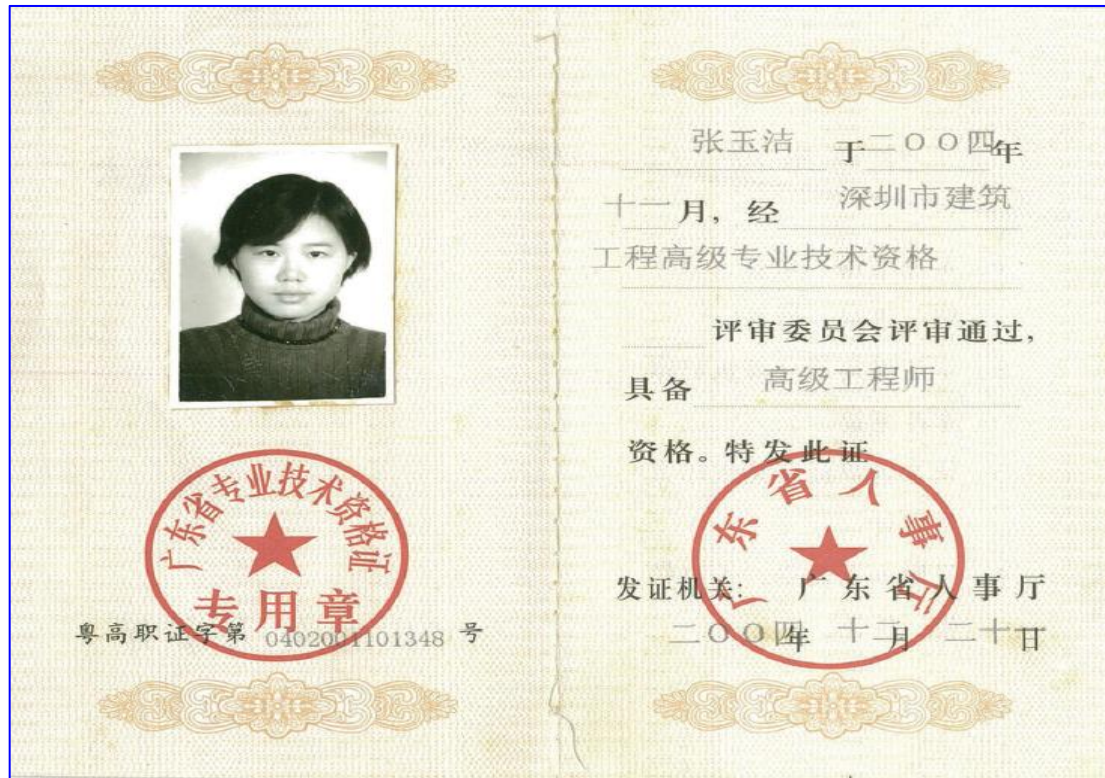 广东省专业技术资格证
专用章
粤高职证字第 0402001101348 号
张玉洁 于二〇〇四年
十一月，经 深圳市建筑
工程高级专业技术资格
评审委员会评审通过，
具备 高级工程师
资格。特发此证
广东省人事厅
发证机关： 广东省人事厅
二〇〇四年 十二月 二十一日